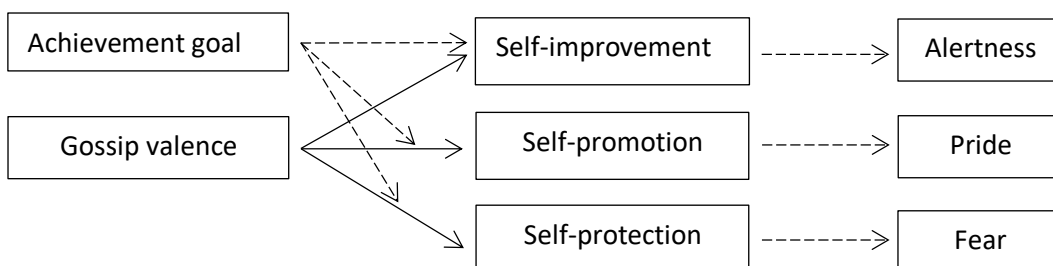 Achievement goal
Self-improvement
Alertness
Gossip valence
Self-promotion
Pride
Self-protection
Fear